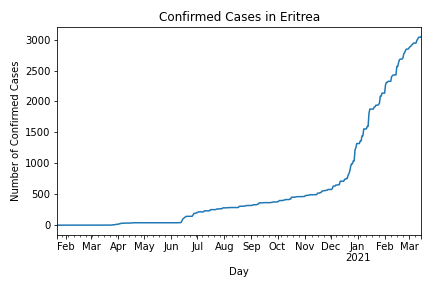 Confirmed Cases in Eritrea
Number of Confirmed Cases
3000
2500
2000
1500
1000
500
0
Feb Mar Apr May Jun Jul Aug Sep Oct Nov Dec Jan Feb Mar
2021
Day